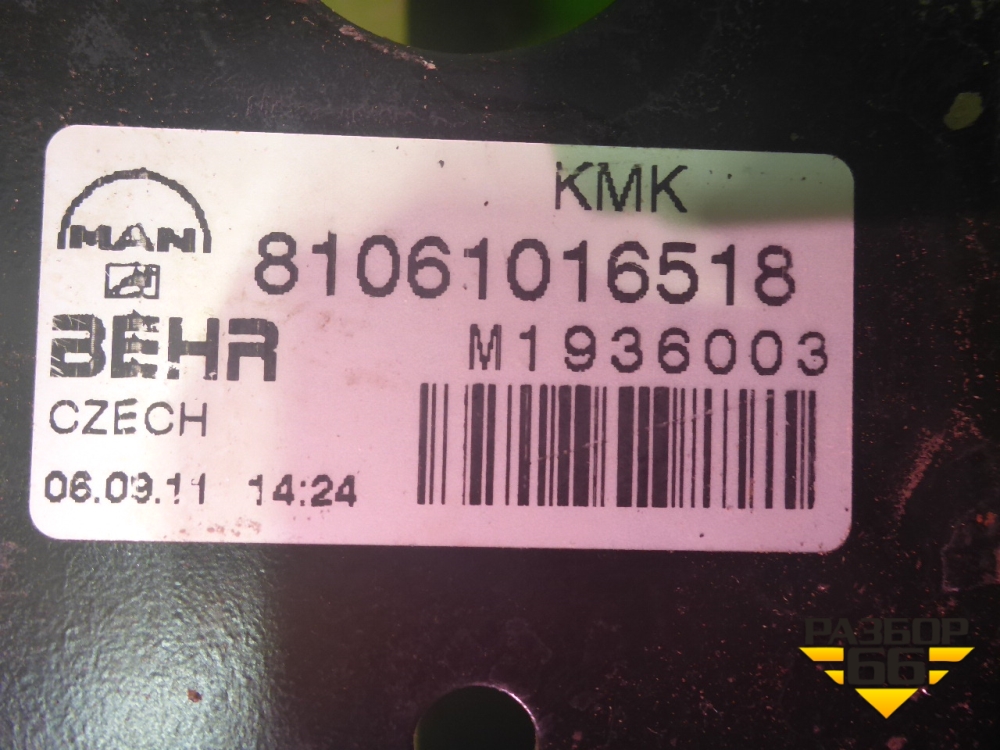 KMK
MAN
81061016518
BEHR
M1936003
CZECH
06.09.11 14:24
РАЗБОР
66